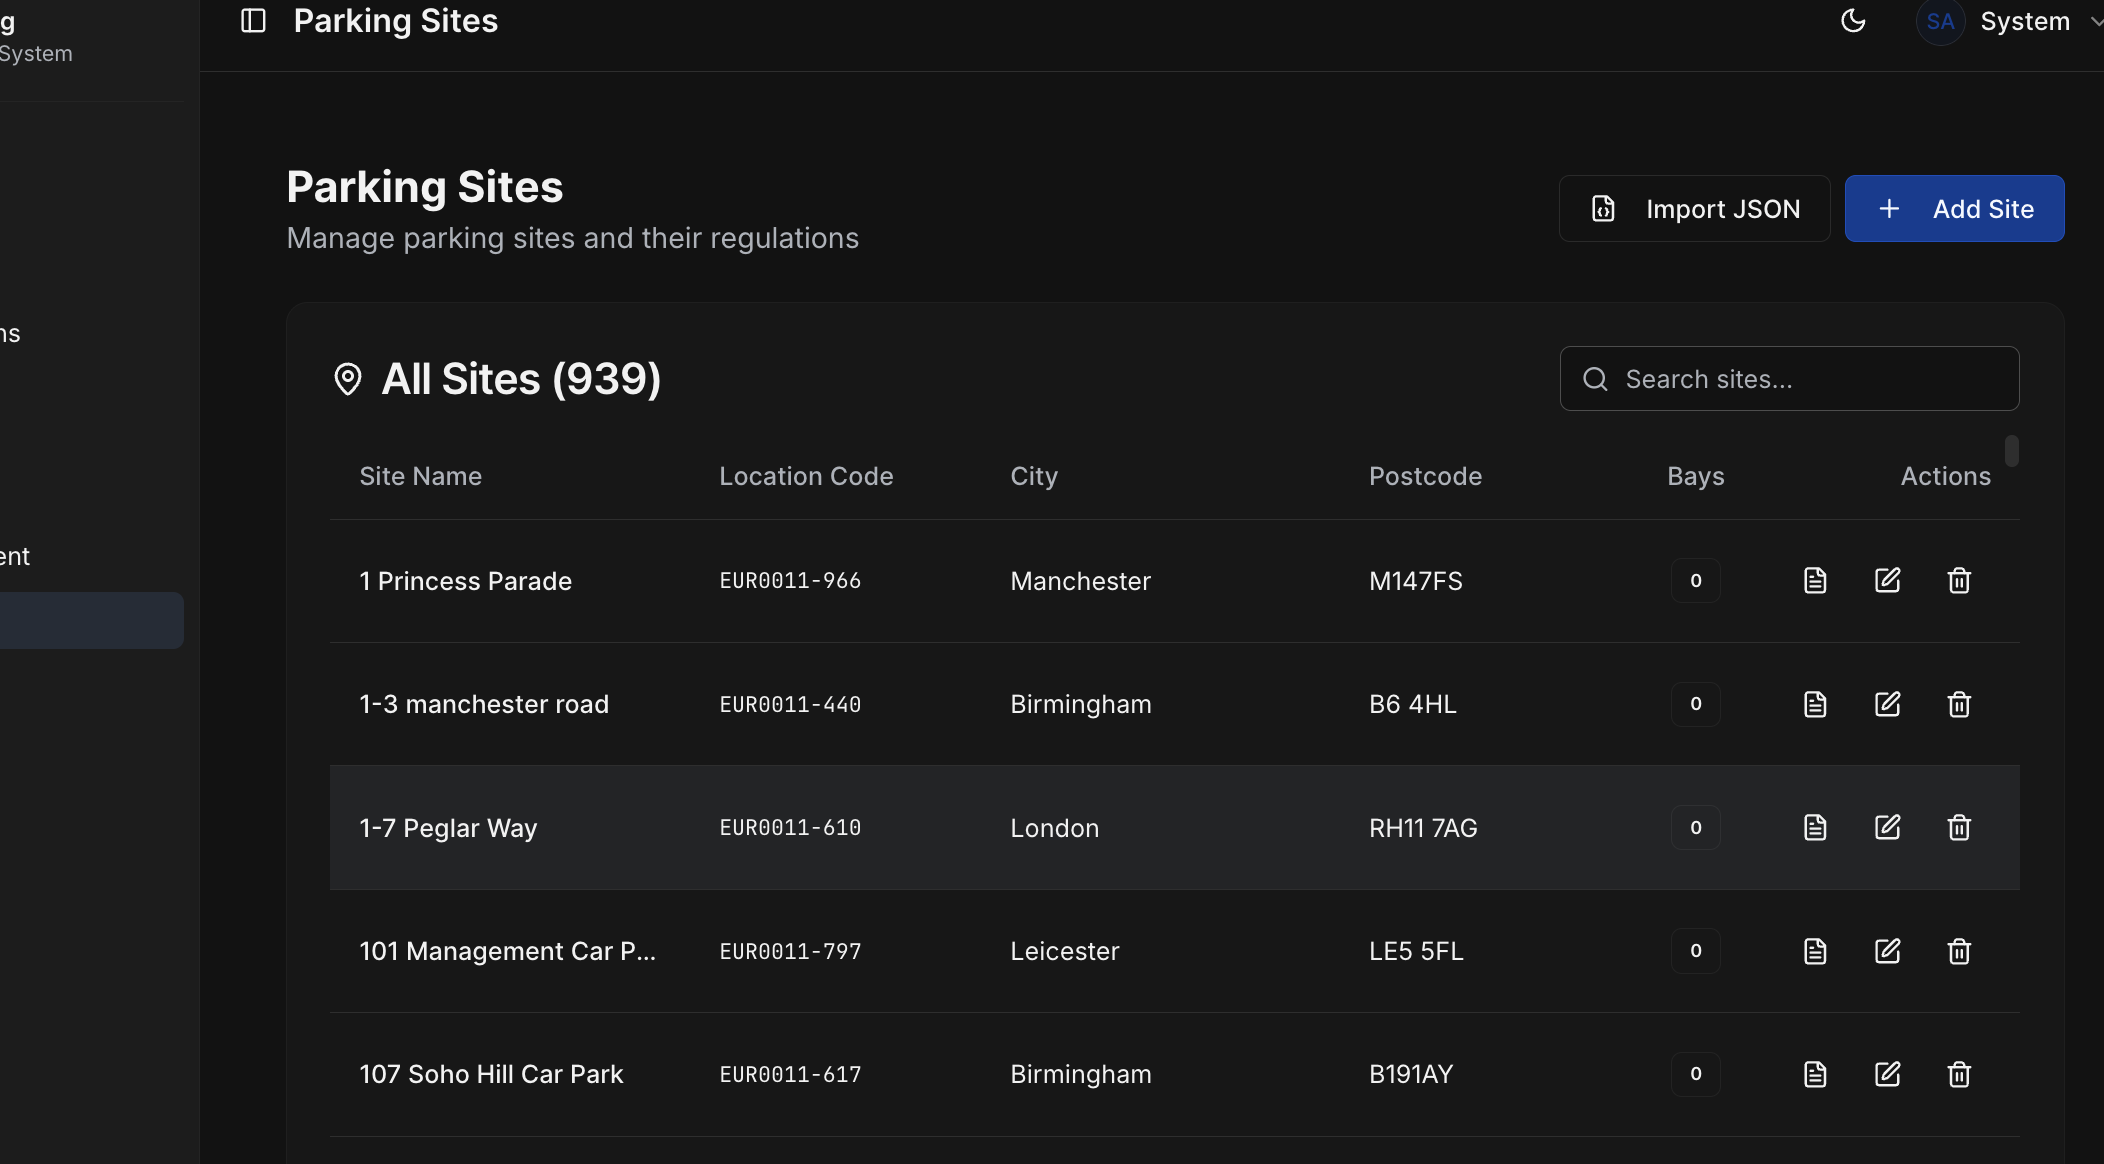 g
System
ns
ent
Parking Sites
SA System
Parking Sites
Manage parking sites and their regulations
Import JSON
Add Site
All Sites (939)
Search sites...
Site Name Location Code City Postcode Bays Actions
1 Princess Parade EUR0011-966 Manchester M147FS 0
1-3 manchester road EUR0011-440 Birmingham B6 4HL 0
1-7 Peglar Way EUR0011-610 London RH11 7AG 0
101 Management Car P... EUR0011-797 Leicester LE5 5FL 0
107 Soho Hill Car Park EUR0011-617 Birmingham B191AY 0